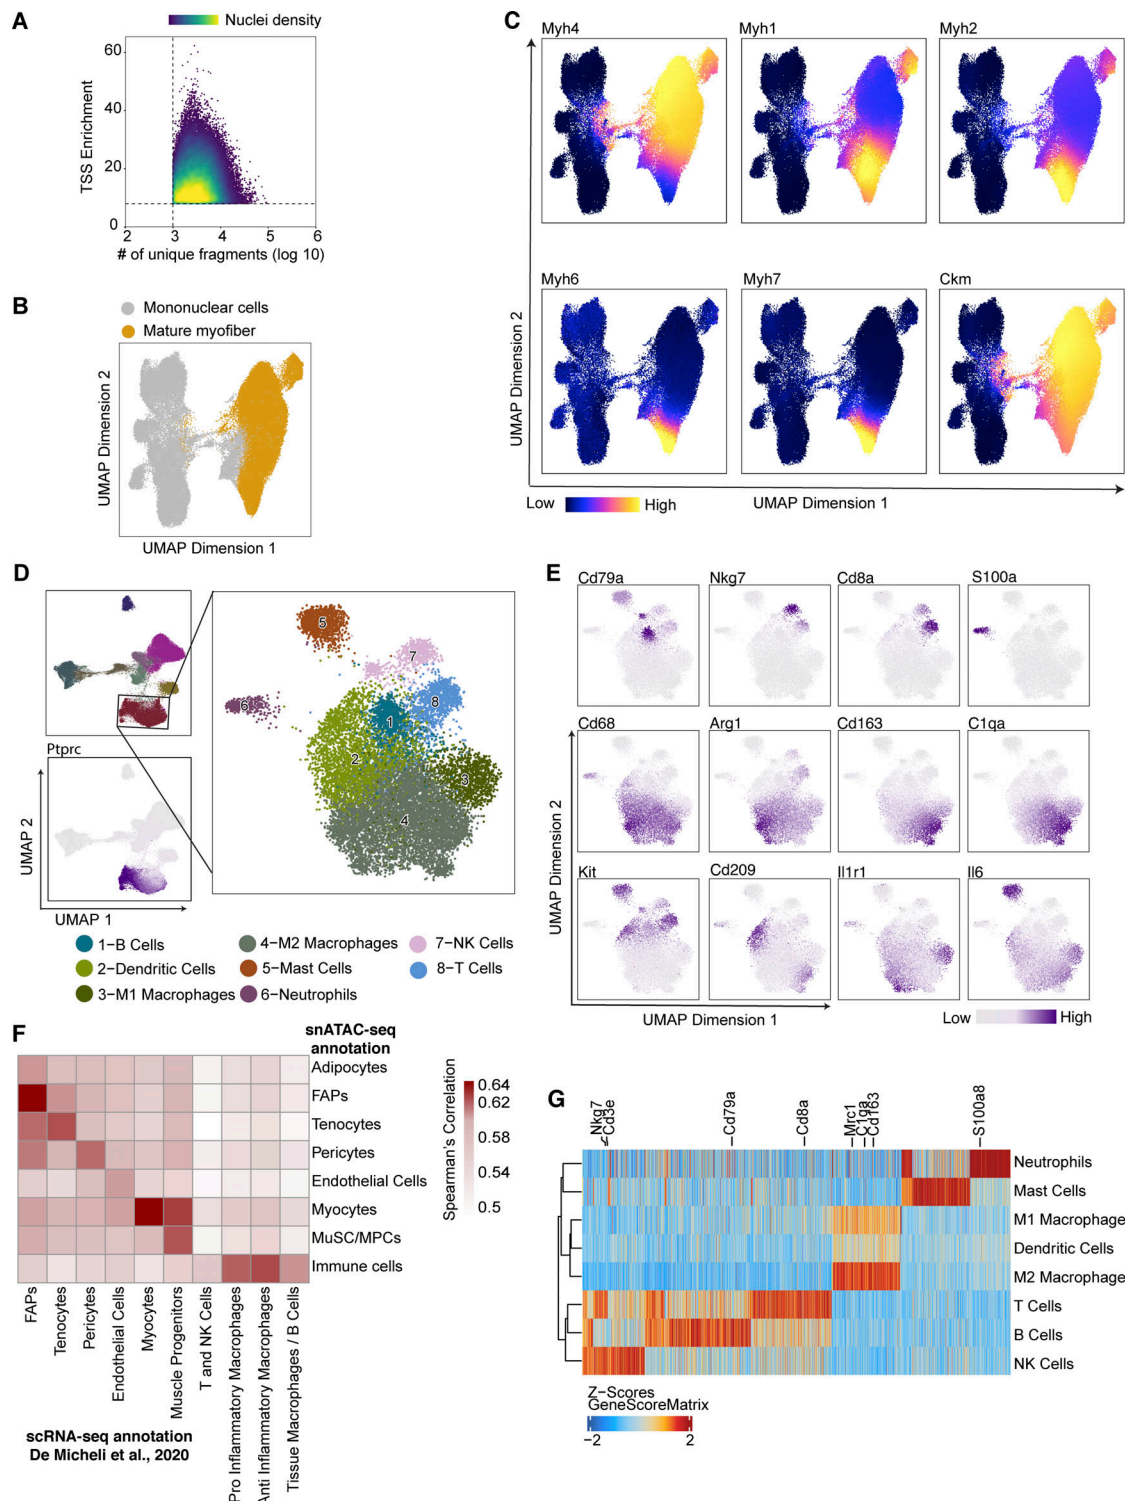 A
Nuclei density
60
40
20
0
TSS Enrichment
2 3 4 5 6
# of unique fragments (log 10)
B
Mononuclear cells
Mature myofiber
UMAP Dimension 2
UMAP Dimension 1
C
Myh4 Myh1 Myh2
Myh6 Myh7 Ckm
UMAP Dimension 2
Low High
UMAP Dimension 1
D
Ptprc
UMAP 2
UMAP 1
5
7
6
8
1
2
3
4
1-B Cells
2-Dendritic Cells
3-M1 Macrophages
4-M2 Macrophages
5-Mast Cells
6-Neutrophils
7-NK Cells
8-T Cells
E
Cd79a Nkg7 Cd8a S100a
Cd68 Arg1 Cd163 C1qa
Kit Cd209 Il1r1 Il6
UMAP Dimension 2
UMAP Dimension 1
Low High
F
snATAC-seq
annotation
Adipocytes
FAPs
Tenocytes
Pericytes
Endothelial Cells
Myocytes
MuSC/MPCs
Immune cells
FAPs
Tenocytes
Pericytes
Endothelial Cells
Myocytes
Muscle Progenitors
T and NK Cells
Pro Inflammatory Macrophages
Anti Inflammatory Macrophages
Tissue Macrophages / B Cells
scRNA-seq annotation
De Micheli et al., 2020
Spearman's Correlation
0.64
0.62
0.58
0.54
0.5
G
Nkg7
Cd3e
Cd79a
Cd8a
Mrc1
C1qa
Cd163
S100a8
Neutrophils
Mast Cells
M1 Macrophage
Dendritic Cells
M2 Macrophage
T Cells
B Cells
NK Cells
Z-Scores
GeneScoreMatrix
-2 2